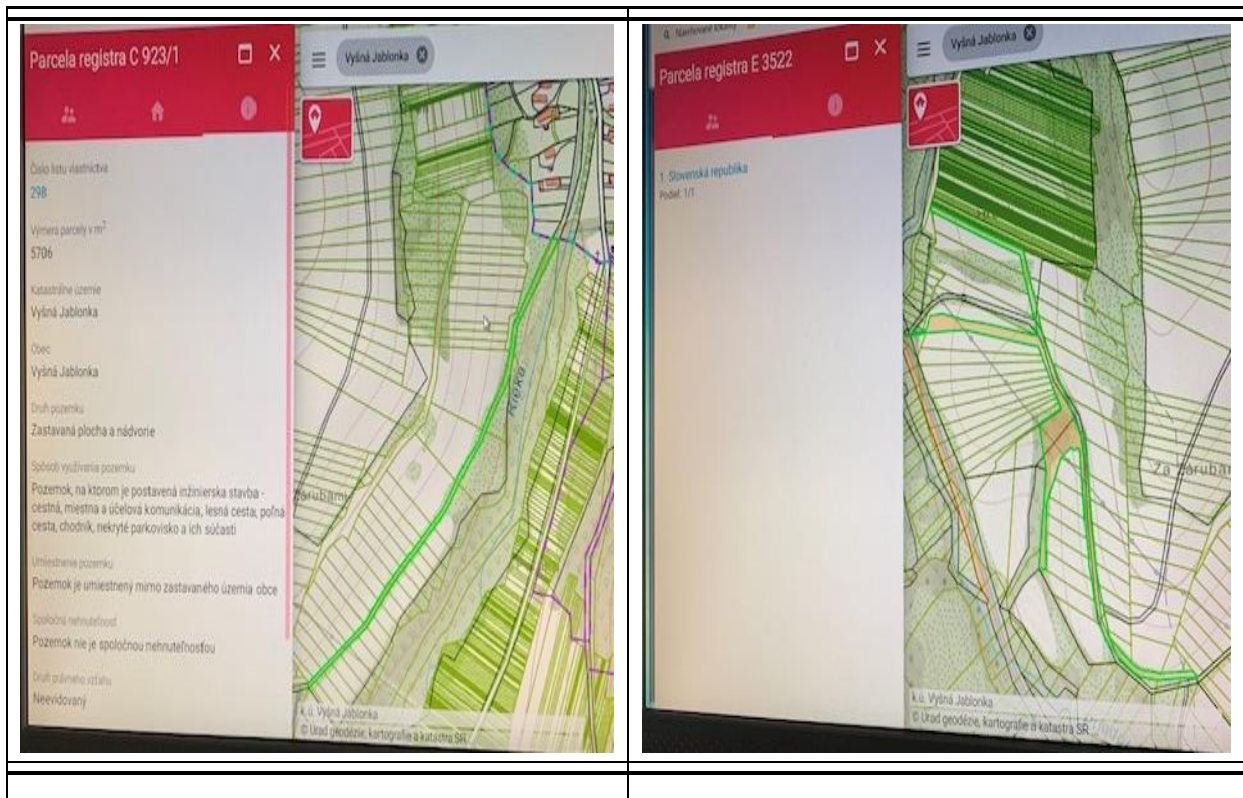 Parcela registra C 923/1
Číslo listu vlastníctva
298
Výmera parcely v m²
5706
Katastrálne územie
Vyšná Jablonka
Obec
Vyšná Jablonka
Druh pozemku
Zastavaná plocha a nádvorie
Spôsob využívania pozemku
Pozemok, na ktorom je postavená inžinierska stavba -
cestná, miestna a účelová komunikácia, lesná cesta, poľná
cesta, chodník, nekryté parkovisko a ich súčasti
Umiestnenie pozemku
Pozemok je umiestnený mimo zastavaného územia obce
Spoločná nehnuteľnosť
Pozemok nie je spoločnou nehnuteľnosťou
Druh právneho vzťahu
Neevidovaný
Vyšná Jablonka
Rieka
Zárubami
k. ú. Vyšná Jablonka
© Úrad geodézie, kartografie a katastra SR
Parcela registra E 3522
1. Slovenská republika
Podiel: 1/1
Vyšná Jablonka
Za Zárubami
k. ú. Vyšná Jablonka
© Úrad geodézie, kartografie a katastra SR